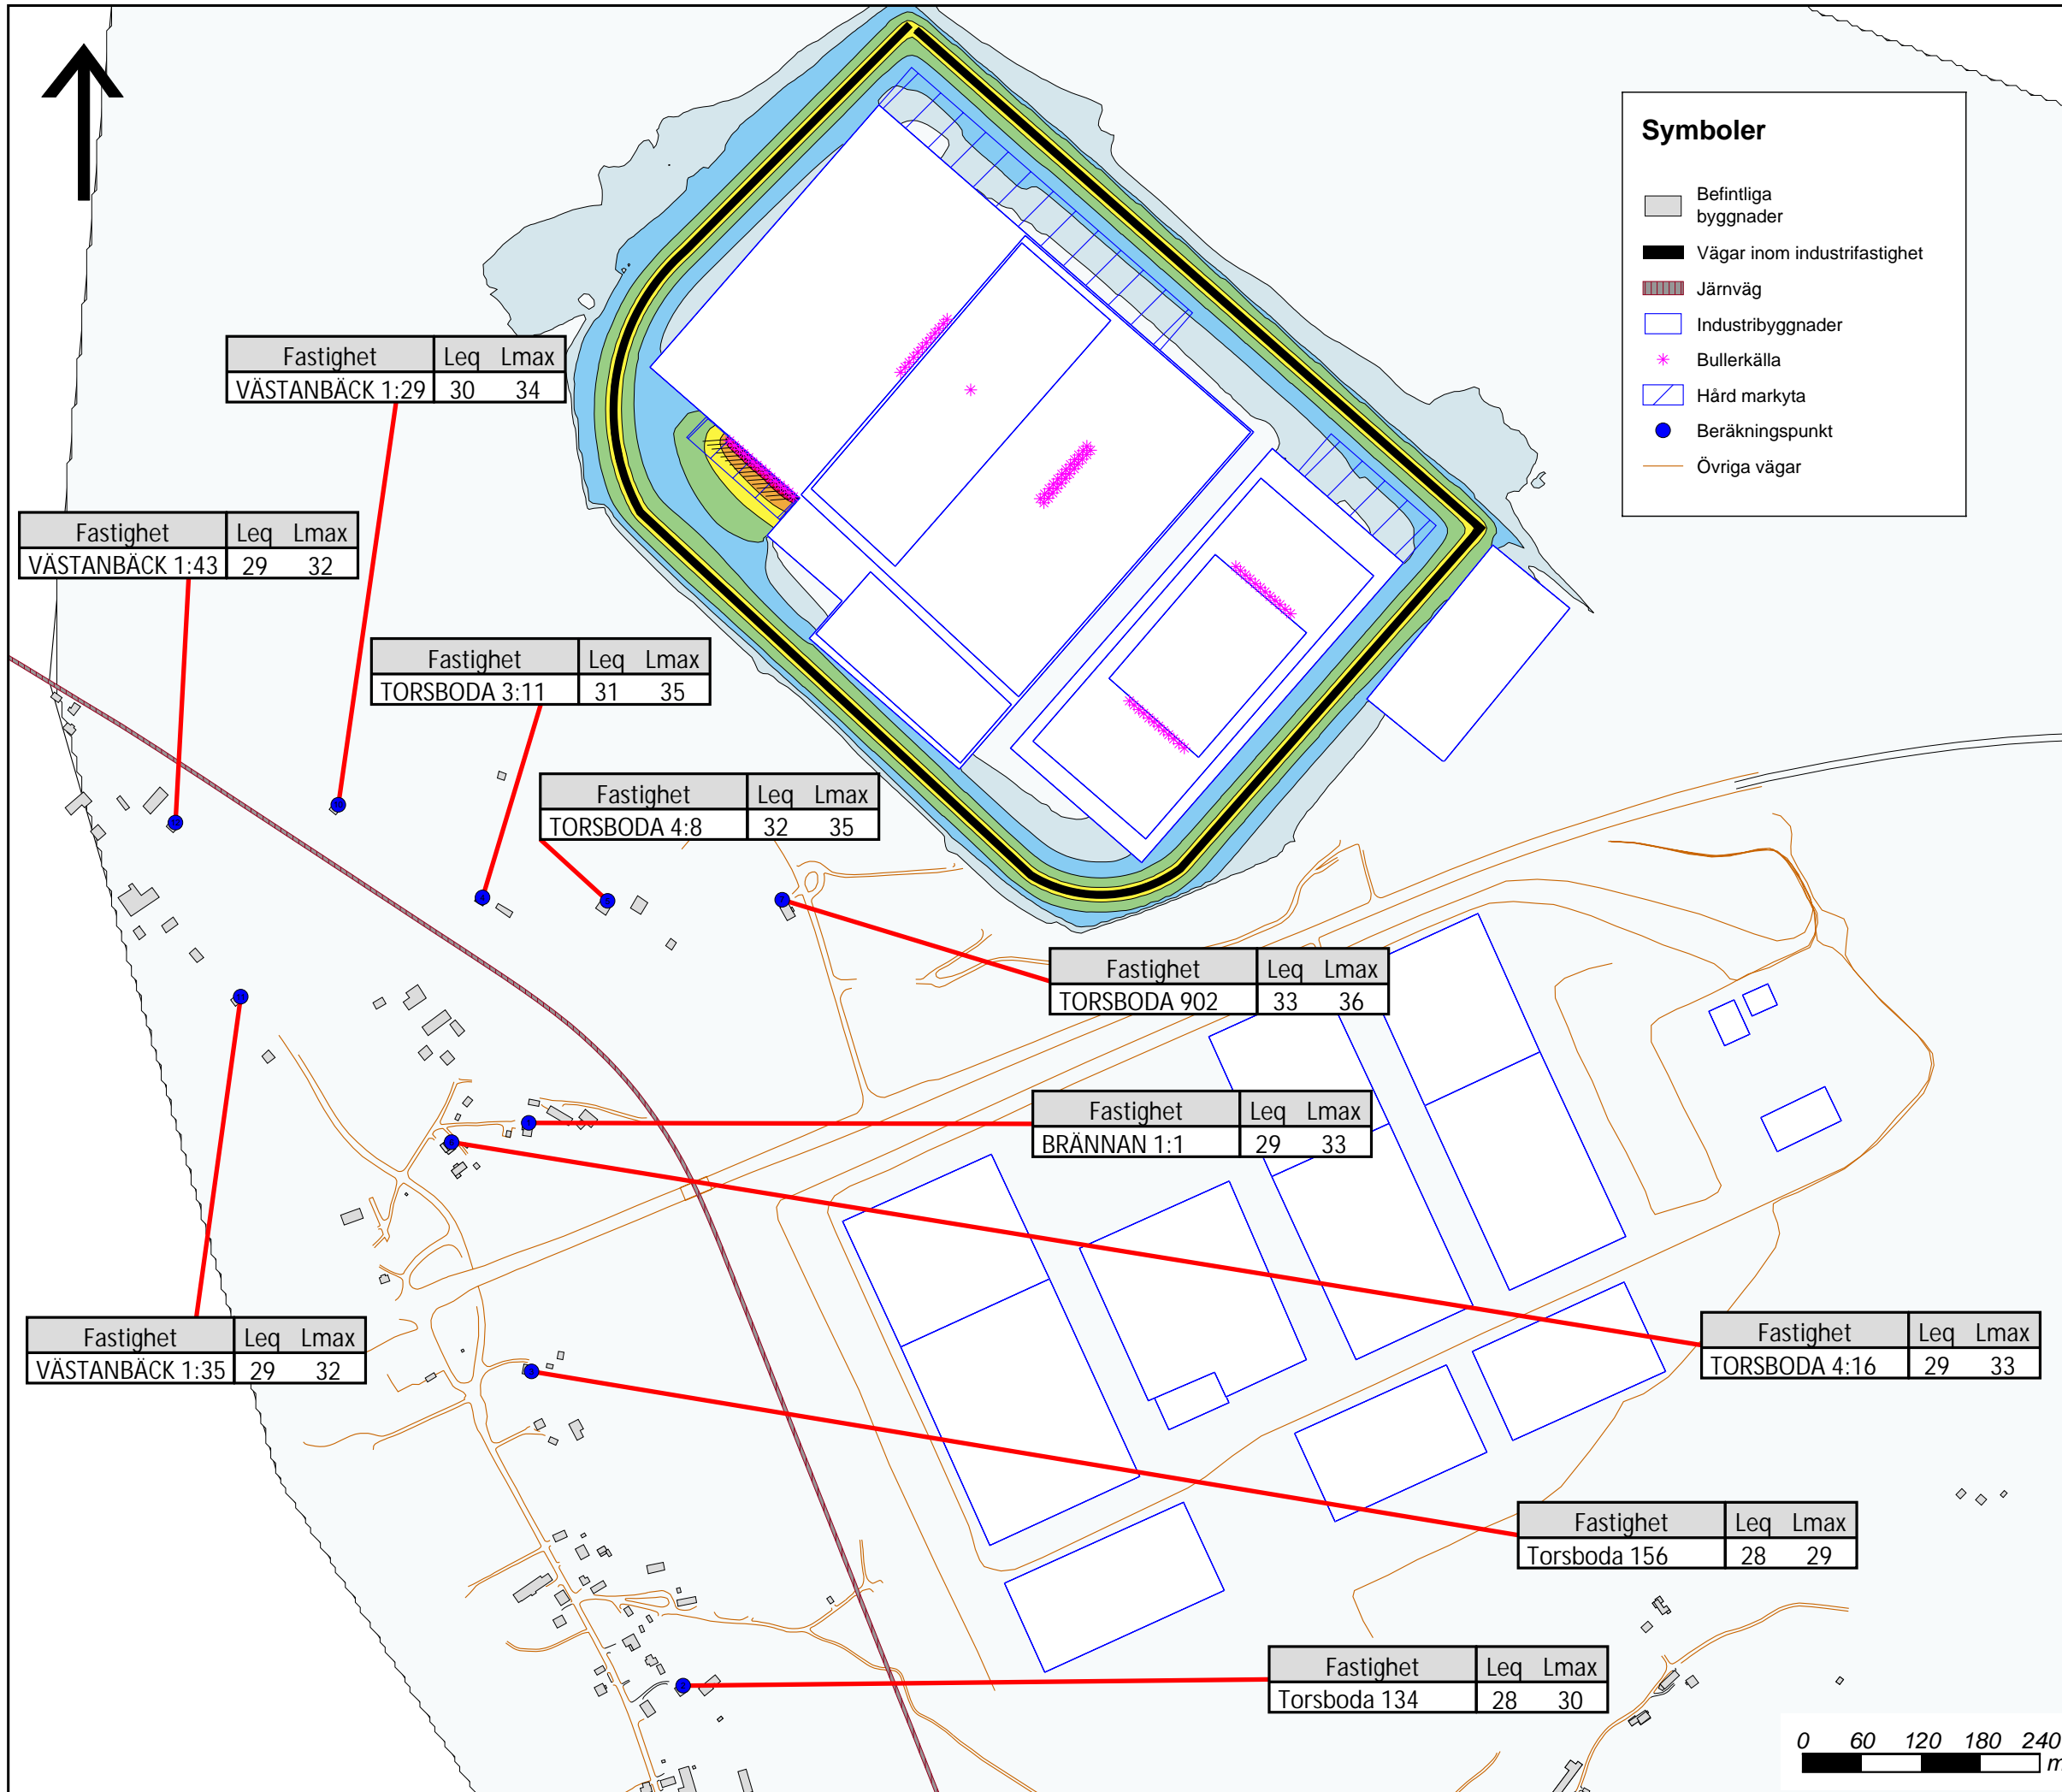 Symboler
Befintliga
byggnader
Vägar inom industrifastighet
Järnväg
Industribyggnader
Bullerkälla
Hård markyta
Beräkningspunkt
Övriga vägar
Fastighet Leq Lmax
VÄSTANBÄCK 1:29 30 34
Fastighet Leq Lmax
VÄSTANBÄCK 1:43 29 32
Fastighet Leq Lmax
TORSBODA 3:11 31 35
Fastighet Leq Lmax
TORSBODA 4:8 32 35
Fastighet Leq Lmax
TORSBODA 902 33 36
Fastighet Leq Lmax
BRÄNNAN 1:1 29 33
Fastighet Leq Lmax
VÄSTANBÄCK 1:35 29 32
Fastighet Leq Lmax
TORSBODA 4:16 29 33
Fastighet Leq Lmax
Torsboda 156 28 29
Fastighet Leq Lmax
Torsboda 134 28 30
0 60 120 180 240
m